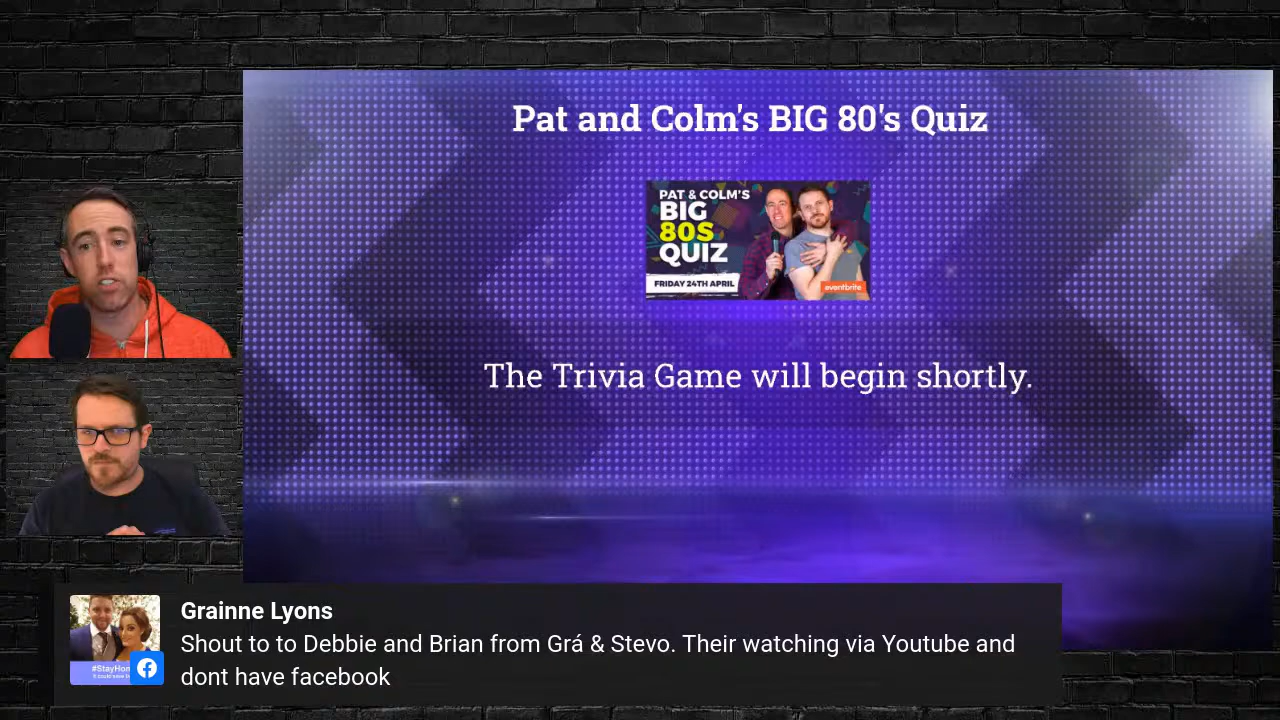 Pat and Colm's BIG 80's Quiz
PAT & COLM'S
BIG
80S
QUIZ
FRIDAY 24TH APRIL
eventbrite
The Trivia Game will begin shortly.
Grainne Lyons
Shout to to Debbie and Brian from Grá & Stevo. Their watching via Youtube and
dont have facebook
#StayHom